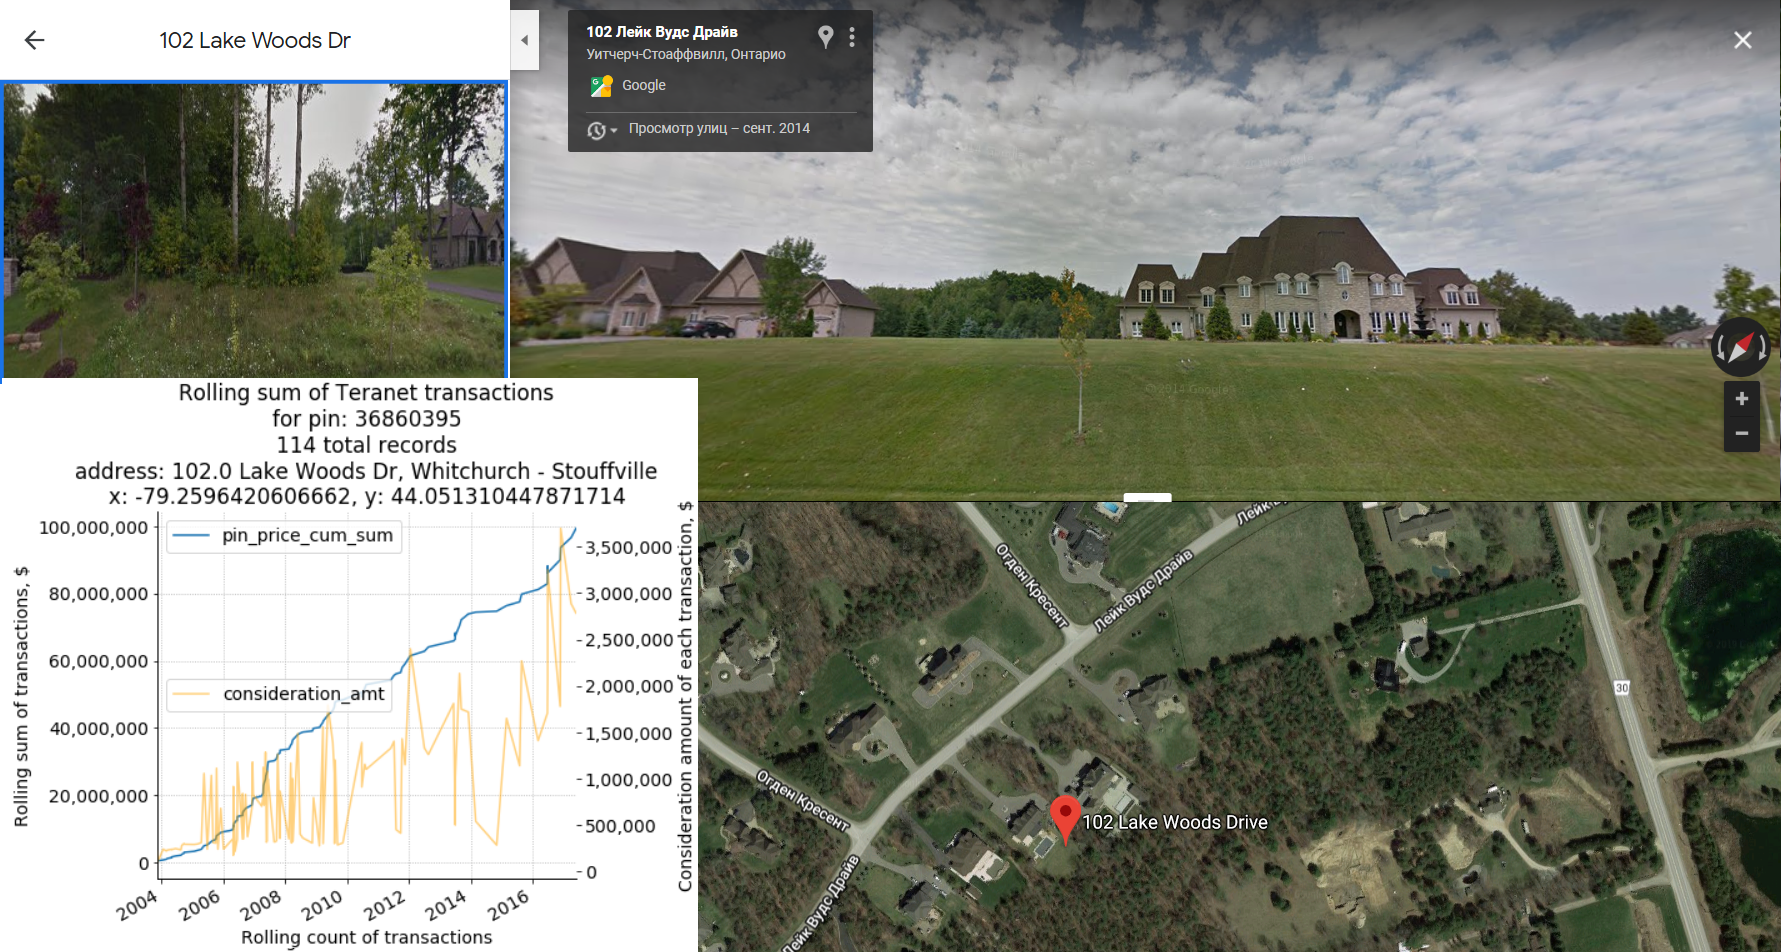 102 Lake Woods Dr
102 Лейк Вудс Драйв
Уитчерч-Стоаффвилл, Онтарио
Google
Просмотр улиц – сент. 2014
© 2014 Google
Rolling sum of Teranet transactions
for pin: 36860395
114 total records
address: 102.0 Lake Woods Dr, Whitchurch - Stouffville
x: -79.2596420606662, y: 44.051310447871714
Rolling sum of transactions, $
100,000,000
80,000,000
60,000,000
40,000,000
20,000,000
0
pin_price_cum_sum
consideration_amt
3,500,000
3,000,000
2,500,000
2,000,000
1,500,000
1,000,000
500,000
0
Consideration amount of each transaction, $
2004
2006
2008
2010
2012
2014
2016
Rolling count of transactions
Огден Кресент
Лейк Вудс Драйв
Огден Кресент
Лейк Вудс Драйв
30
102 Lake Woods Drive